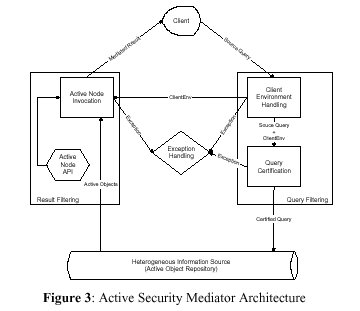 Client
Mediated Result
Source Query
Active Node
Invocation
ClientEnv
Client
Environment
Handling
Exception
Exception
Souce Query
+
ClientEnv
Exception
Handling
Active
Node
API
Exception
Query
Certification
Active Objects
Result Filtering
Query Filtering
Certified Query
Heterogeneous Information Source
(Active Object Repository)
Figure 3: Active Security Mediator Architecture